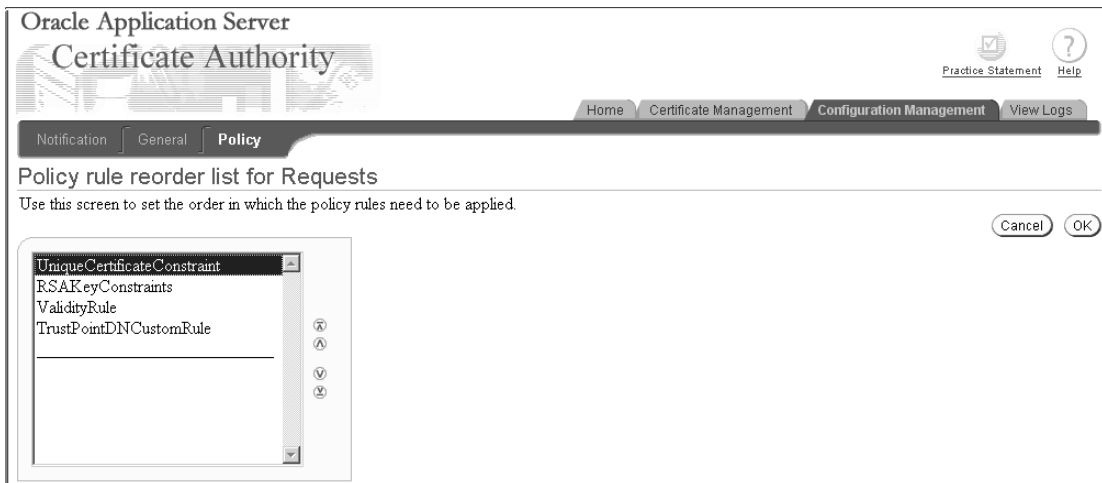 Oracle Application Server
Certificate Authority
Practice Statement
Help
Home
Certificate Management
Configuration Management
View Logs
Notification
General
Policy
Policy rule reorder list for Requests
Use this screen to set the order in which the policy rules need to be applied.
Cancel
OK
UniqueCertificateConstraint
RSAKeyConstraints
ValidityRule
TrustPointDNCustomRule